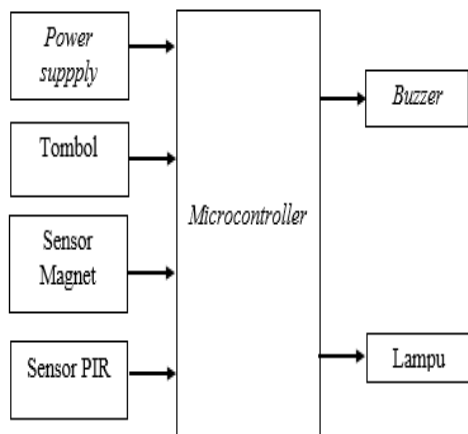 Power
suppply
Tombol
Sensor
Magnet
Sensor PIR
Microcontroller
Buzzer
Lampu